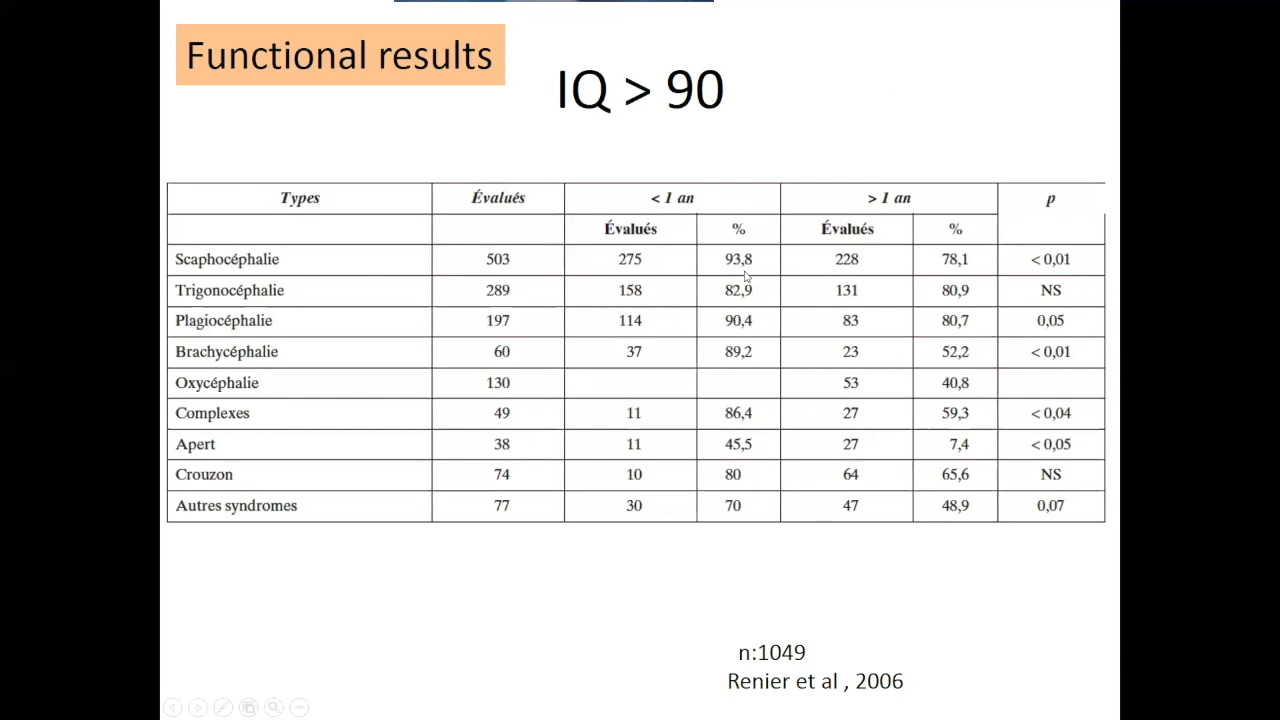 Functional results
IQ > 90
Types Évalués < 1 an > 1 an p
Évalués % Évalués %
Scaphocéphalie 503 275 93,8 228 78,1 < 0,01
Trigonocéphalie 289 158 82,9 131 80,9 NS
Plagiocéphalie 197 114 90,4 83 80,7 0,05
Brachycéphalie 60 37 89,2 23 52,2 < 0,01
Oxycéphalie 130 53 40,8
Complexes 49 11 86,4 27 59,3 < 0,04
Apert 38 11 45,5 27 7,4 < 0,05
Crouzon 74 10 80 64 65,6 NS
Autres syndromes 77 30 70 47 48,9 0,07
n:1049
Renier et al , 2006